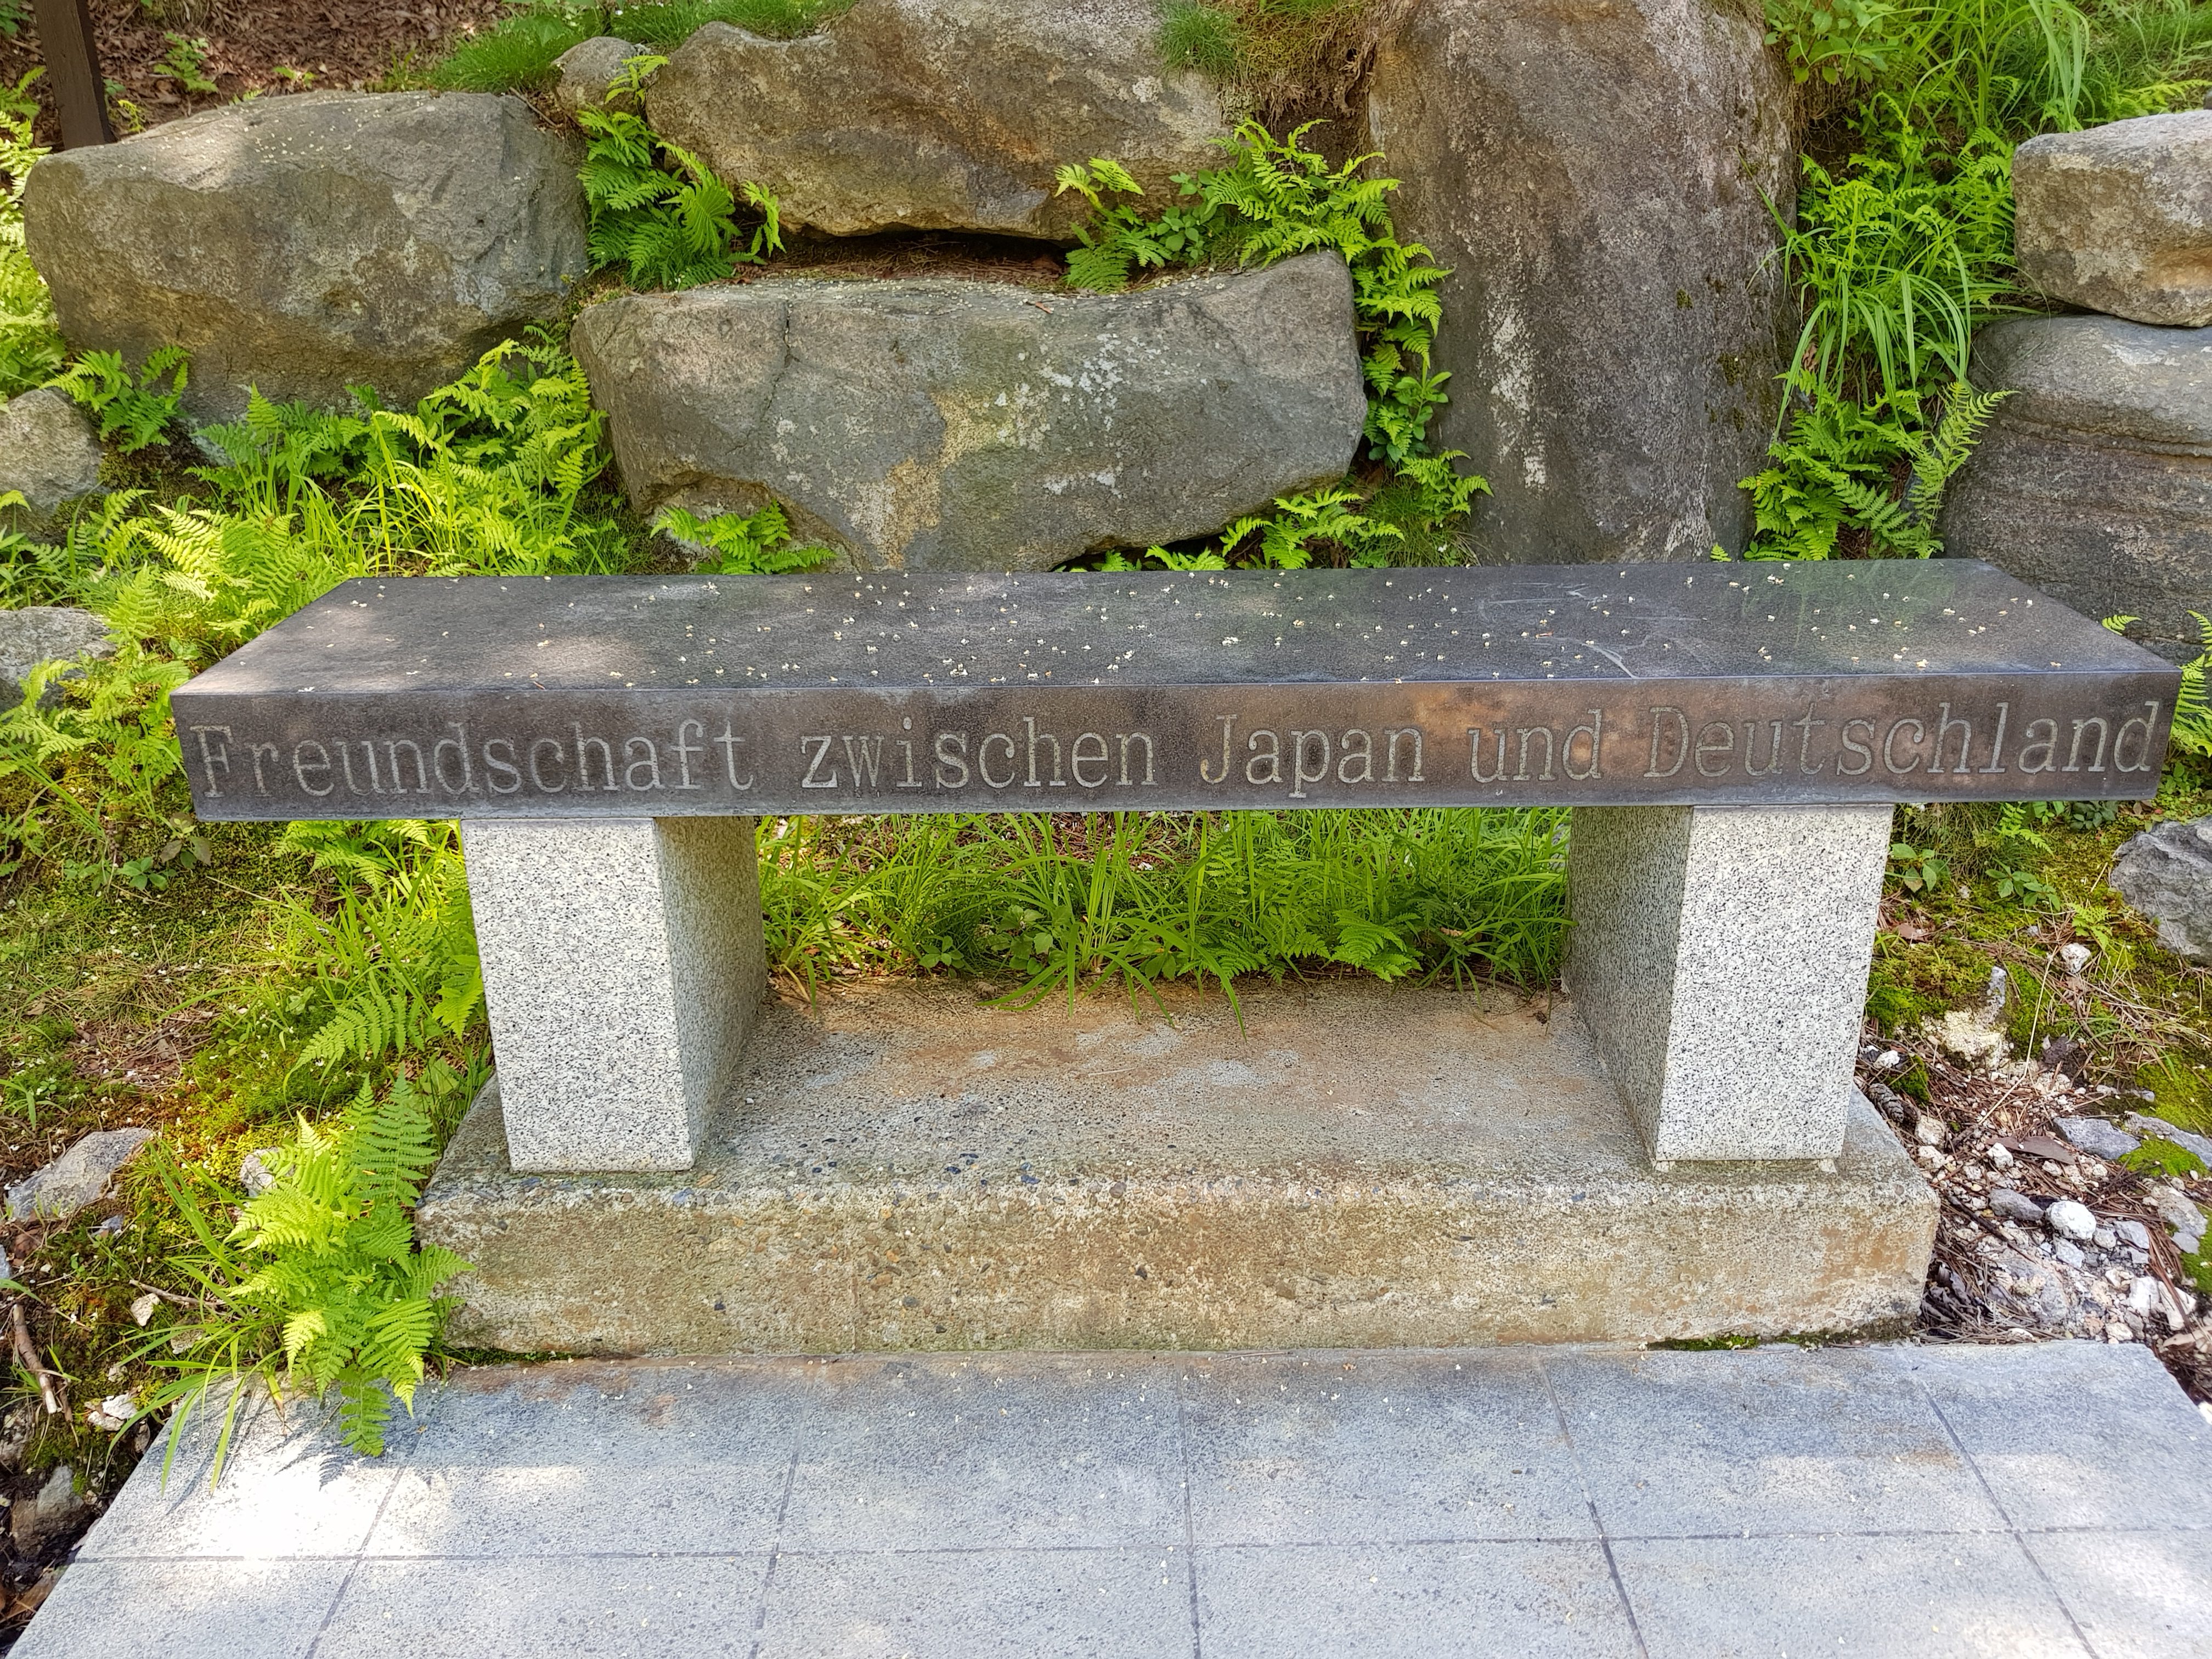 Freundschaft zwischen Japan und Deutschland